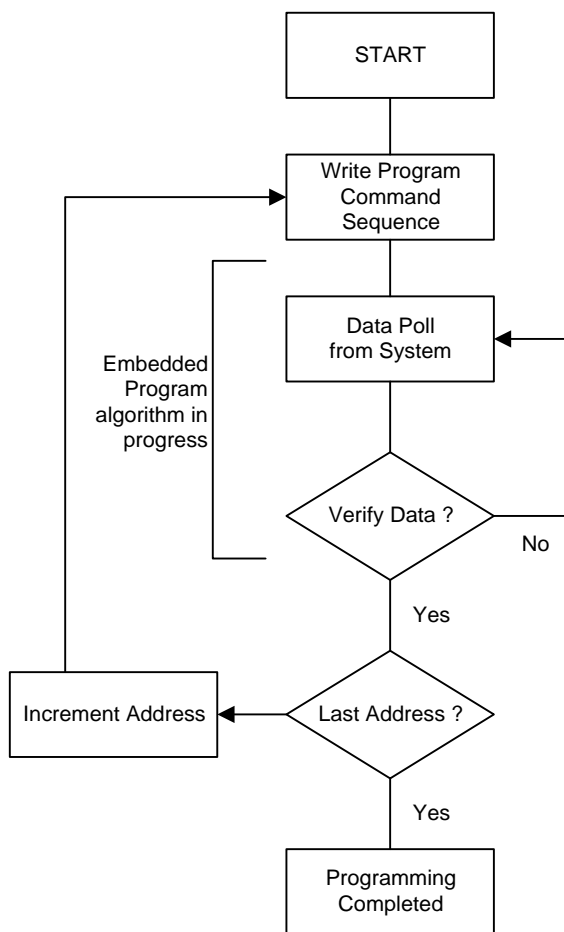 START
Write Program
Command
Sequence
Data Poll
from System
Embedded
Program
algorithm in
progress
Verify Data ?
No
Yes
Increment Address
Last Address ?
Yes
Programming
Completed